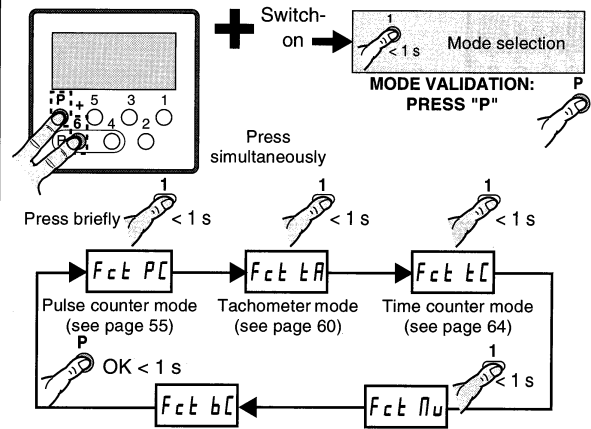 Switch-
on
1
< 1 s
Mode selection
MODE VALIDATION:
PRESS "P"
P
P 5 3 1
+
6 4 2
R
Press
simultaneously
Press briefly
1
< 1 s
1
< 1 s
1
< 1 s
Fct PC
Fct tA
Fct tC
Pulse counter mode
(see page 55)
Tachometer mode
(see page 60)
Time counter mode
(see page 64)
P
OK < 1 s
1
< 1 s
Fct bC
Fct Mu